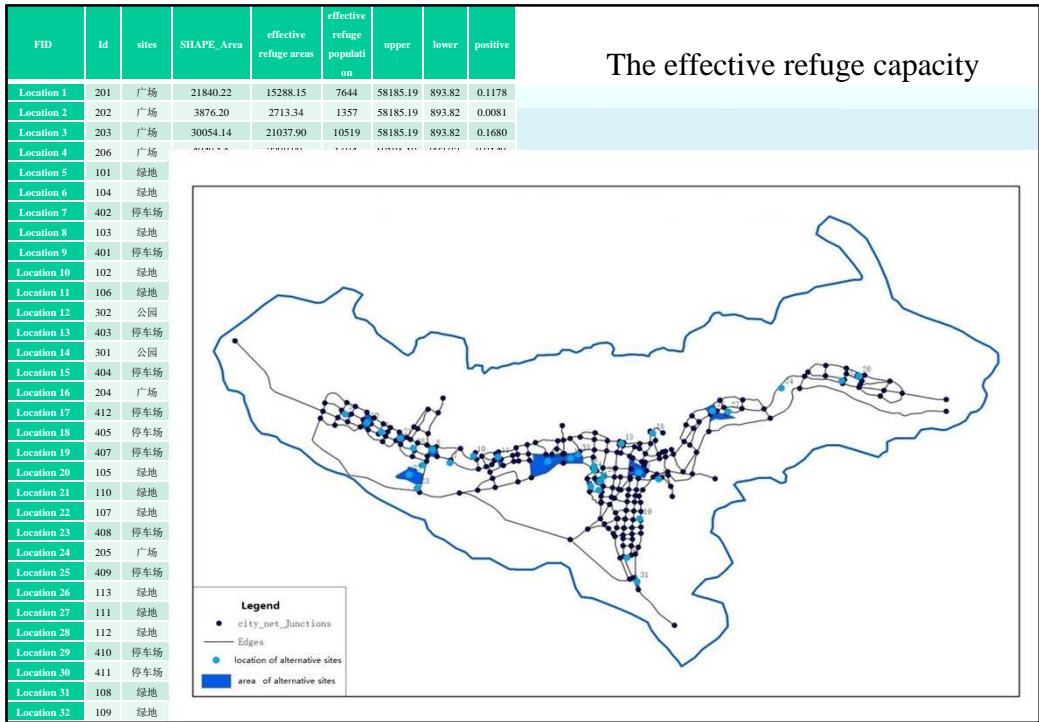 FID Id sites SHAPE_Area effective refuge areas effective refuge populati on upper lower positive
The effective refuge capacity
Location 1 201 广场 21840.22 15288.15 7644 58185.19 893.82 0.1178
Location 2 202 广场 3876.20 2713.34 1357 58185.19 893.82 0.0081
Location 3 203 广场 30054.14 21037.90 10519 58185.19 893.82 0.1680
Location 4 206 广场
Location 5 101 绿地
Location 6 104 绿地
Location 7 402 停车场
Location 8 103 绿地
Location 9 401 停车场
Location 10 102 绿地
Location 11 106 绿地
Location 12 302 公园
Location 13 403 停车场
Location 14 301 公园
Location 15 404 停车场
Location 16 204 广场
Location 17 412 停车场
Location 18 405 停车场
Location 19 407 停车场
Location 20 105 绿地
Location 21 110 绿地
Location 22 107 绿地
Location 23 408 停车场
Location 24 205 广场
Location 25 409 停车场
Location 26 113 绿地
Location 27 111 绿地
Location 28 112 绿地
Location 29 410 停车场
Location 30 411 停车场
Location 31 108 绿地
Location 32 109 绿地
26
24
10
19
31
Legend
city_net_Junctions
Edges
location of alternative sites
area of alternative sites